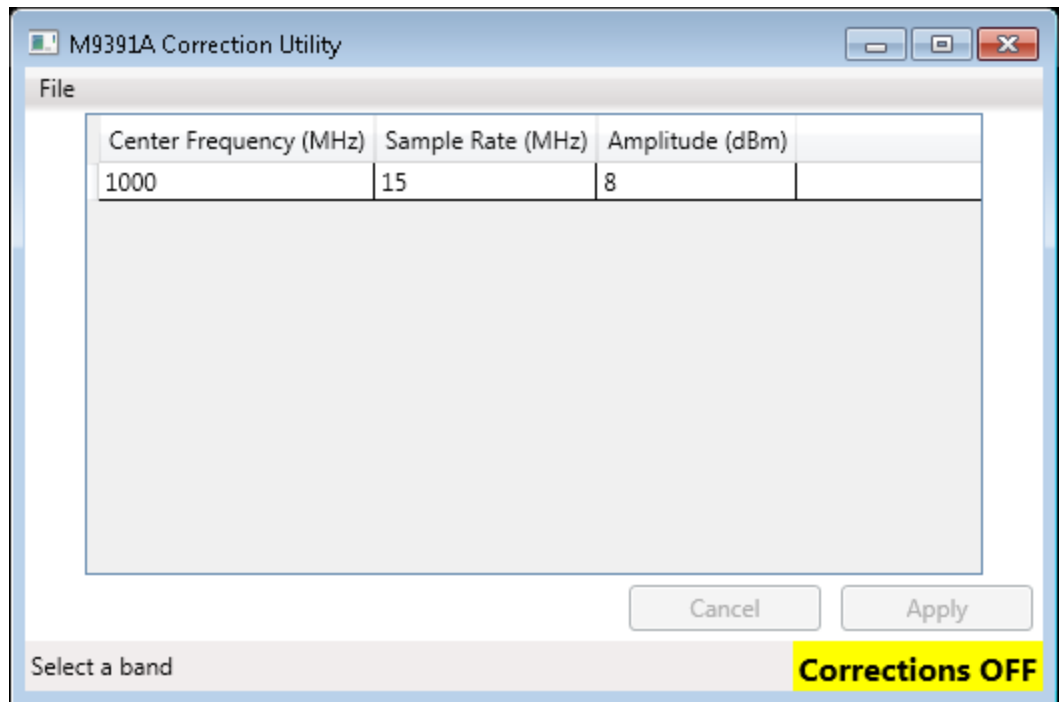 M9391A Correction Utility
File
Center Frequency (MHz) Sample Rate (MHz) Amplitude (dBm)
1000 15 8
Cancel Apply
Select a band Corrections OFF